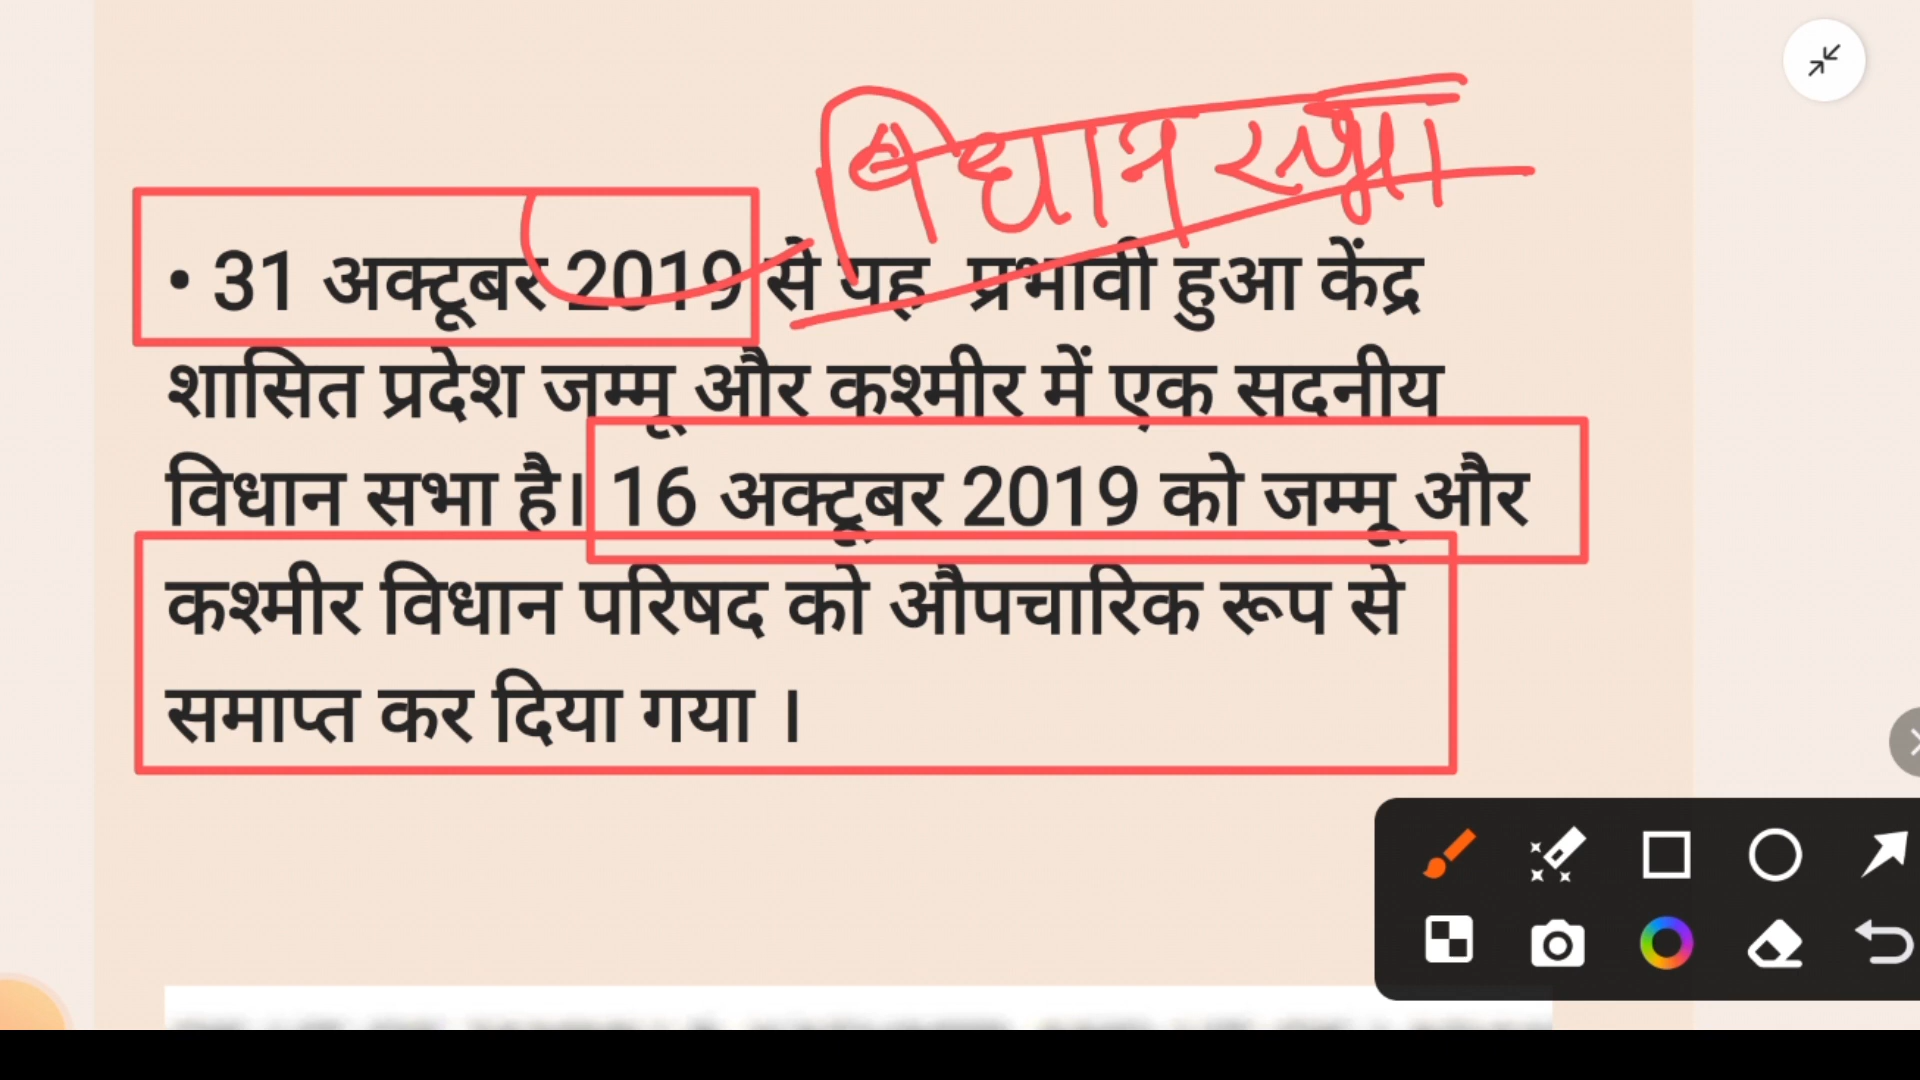 विधान सभा
• 31 अक्टूबर 2019 से यह प्रभावी हुआ केंद्र
शासित प्रदेश जम्मू और कश्मीर में एक सदनीय
विधान सभा है। 16 अक्टूबर 2019 को जम्मू और
कश्मीर विधान परिषद को औपचारिक रूप से
समाप्त कर दिया गया ।